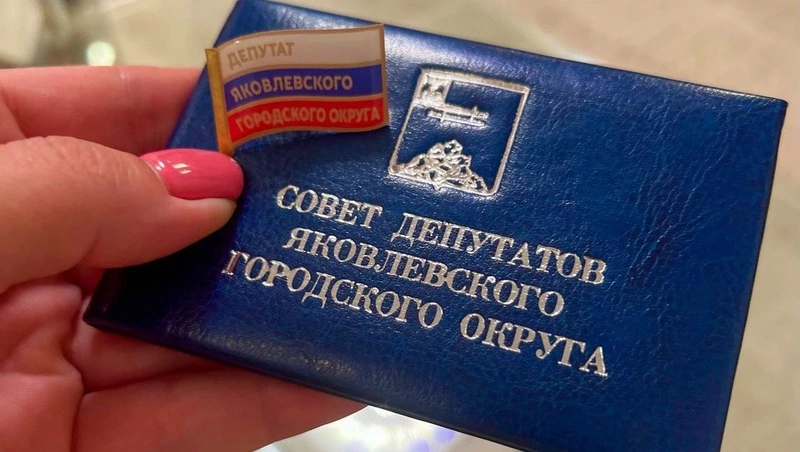 ДЕПУТАТ
ЯКОВЛЕВСКОГО
ГОРОДСКОГО ОКРУГА
СОВЕТ ДЕПУТАТОВ
ЯКОВЛЕВСКОГО
ГОРОДСКОГО ОКРУГА